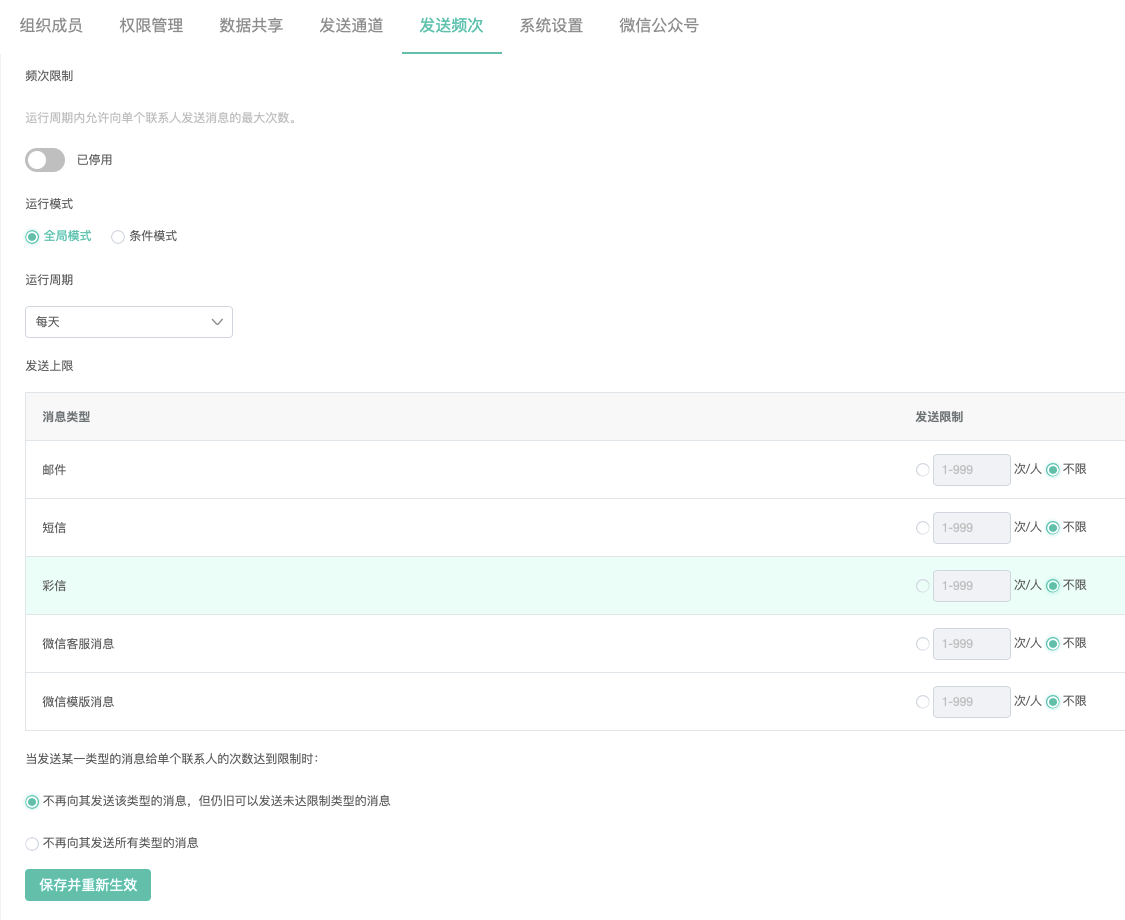 组织成员 权限管理 数据共享 发送通道 发送频次 系统设置 微信公众号
频次限制
运行周期内允许向单个联系人发送消息的最大次数。
已停用
运行模式
全局模式 条件模式
运行周期
每天
发送上限
消息类型 发送限制
邮件 1-999 次/人 不限
短信 1-999 次/人 不限
彩信 1-999 次/人 不限
微信客服消息 1-999 次/人 不限
微信模版消息 1-999 次/人 不限
当发送某一类型的消息给单个联系人的次数达到限制时：
不再向其发送该类型的消息，但仍旧可以发送未达限制类型的消息
不再向其发送所有类型的消息
保存并重新生效